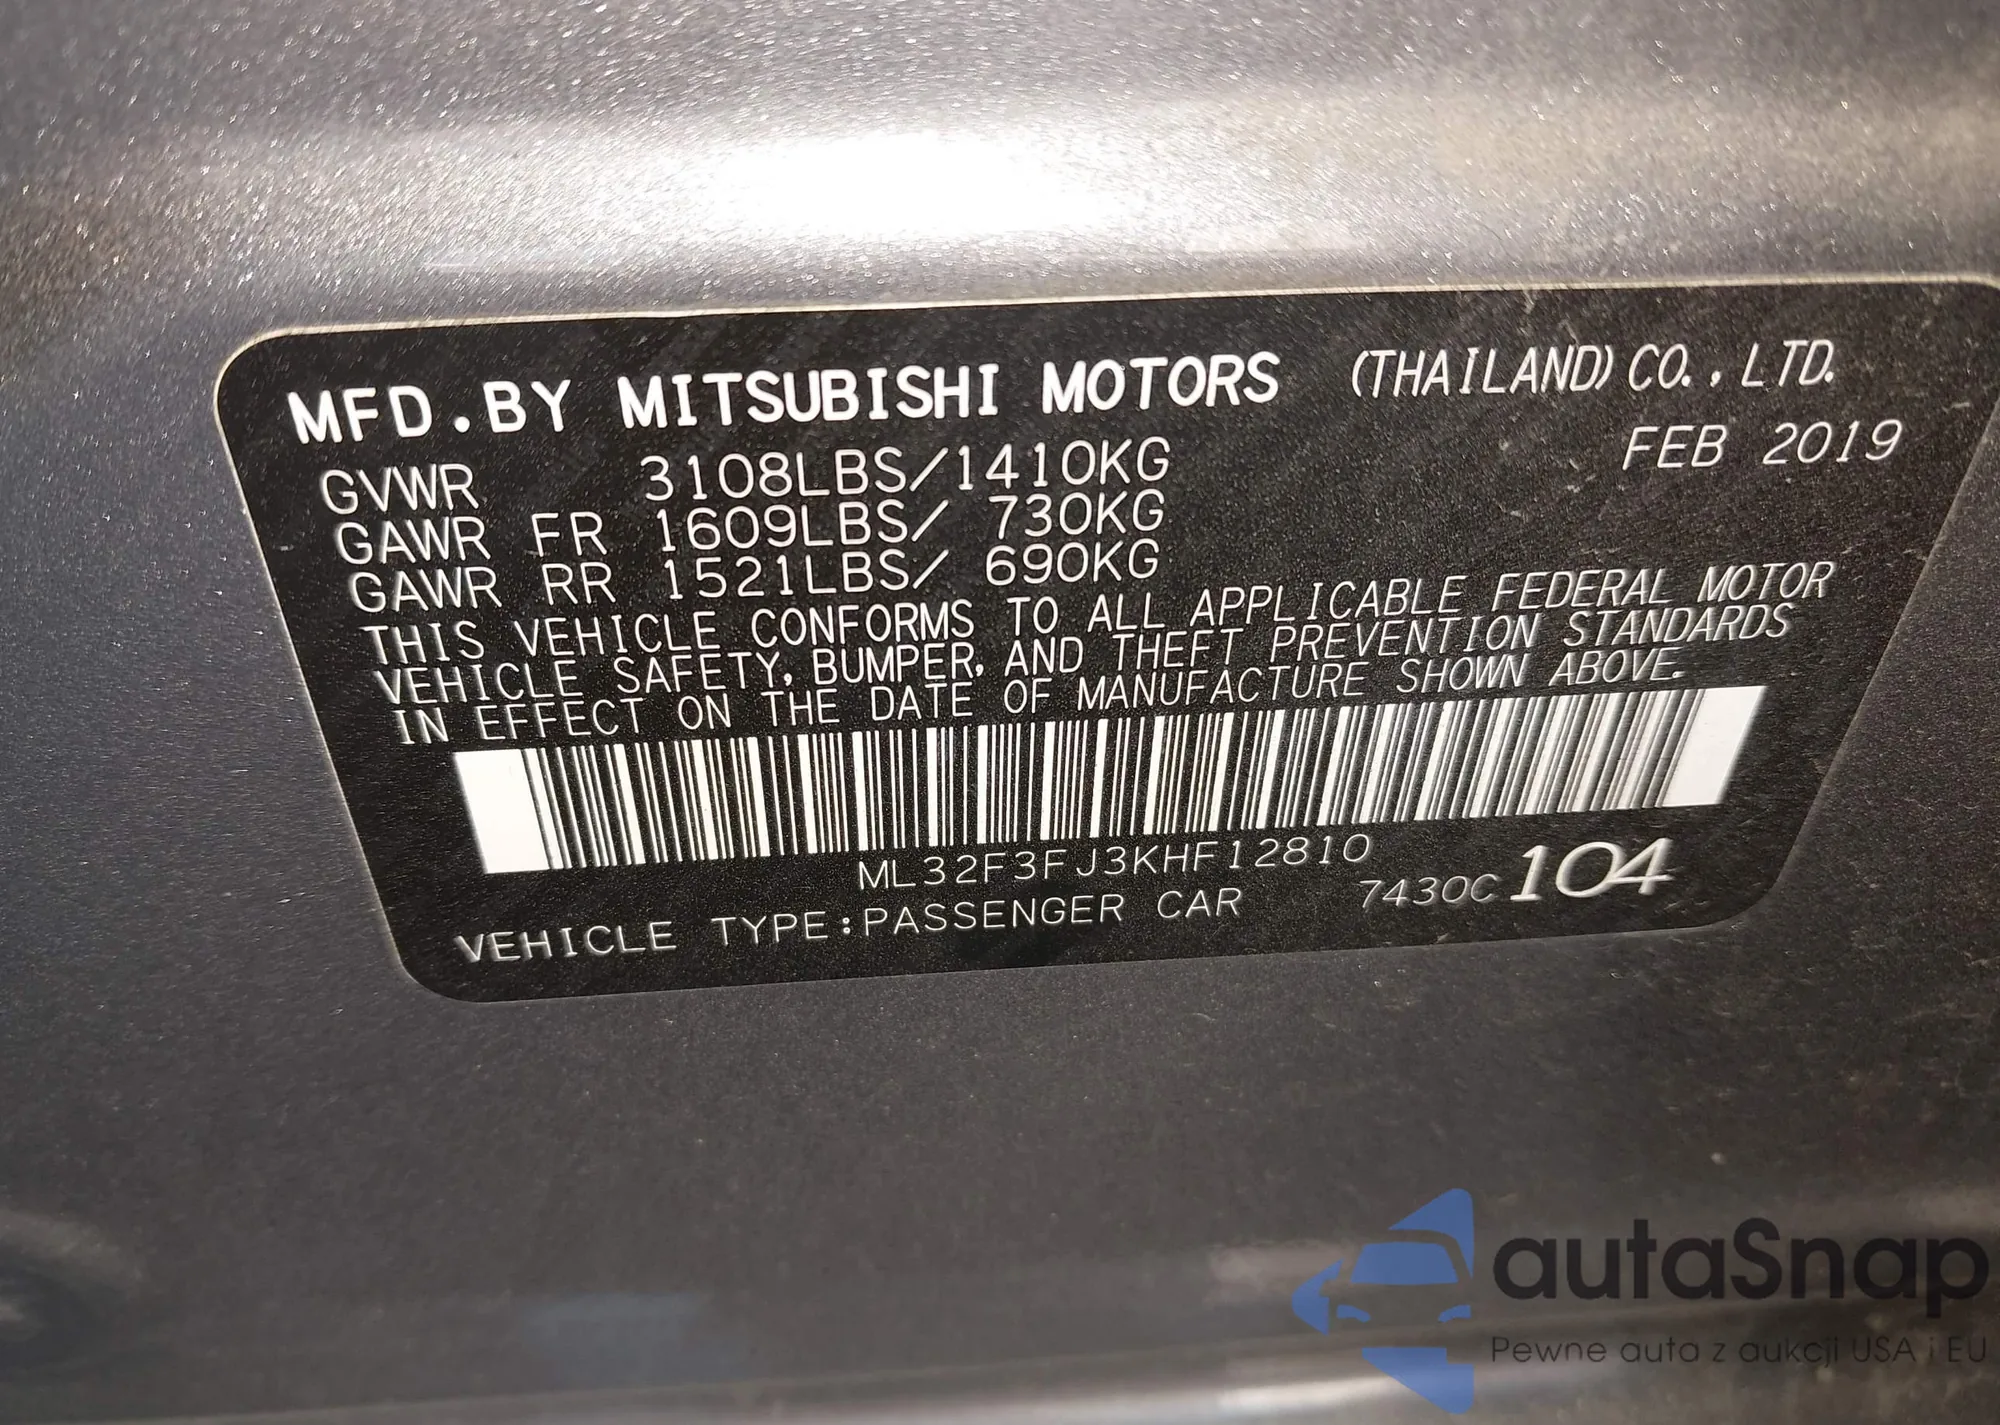 MFD.BY MITSUBISHI MOTORS (THAILAND) CO., LTD.
FEB 2019
GVWR 3108LBS/1410KG
GAWR FR 1609LBS/ 730KG
GAWR RR 1521LBS/ 690KG
THIS VEHICLE CONFORMS TO ALL APPLICABLE FEDERAL MOTOR
VEHICLE SAFETY, BUMPER, AND THEFT PREVENTION STANDARDS
IN EFFECT ON THE DATE OF MANUFACTURE SHOWN ABOVE.
ML32F3FJ3KHF12810
VEHICLE TYPE:PASSENGER CAR 7430C 104
autaSnap
Pewne auta z aukcji USA i EU